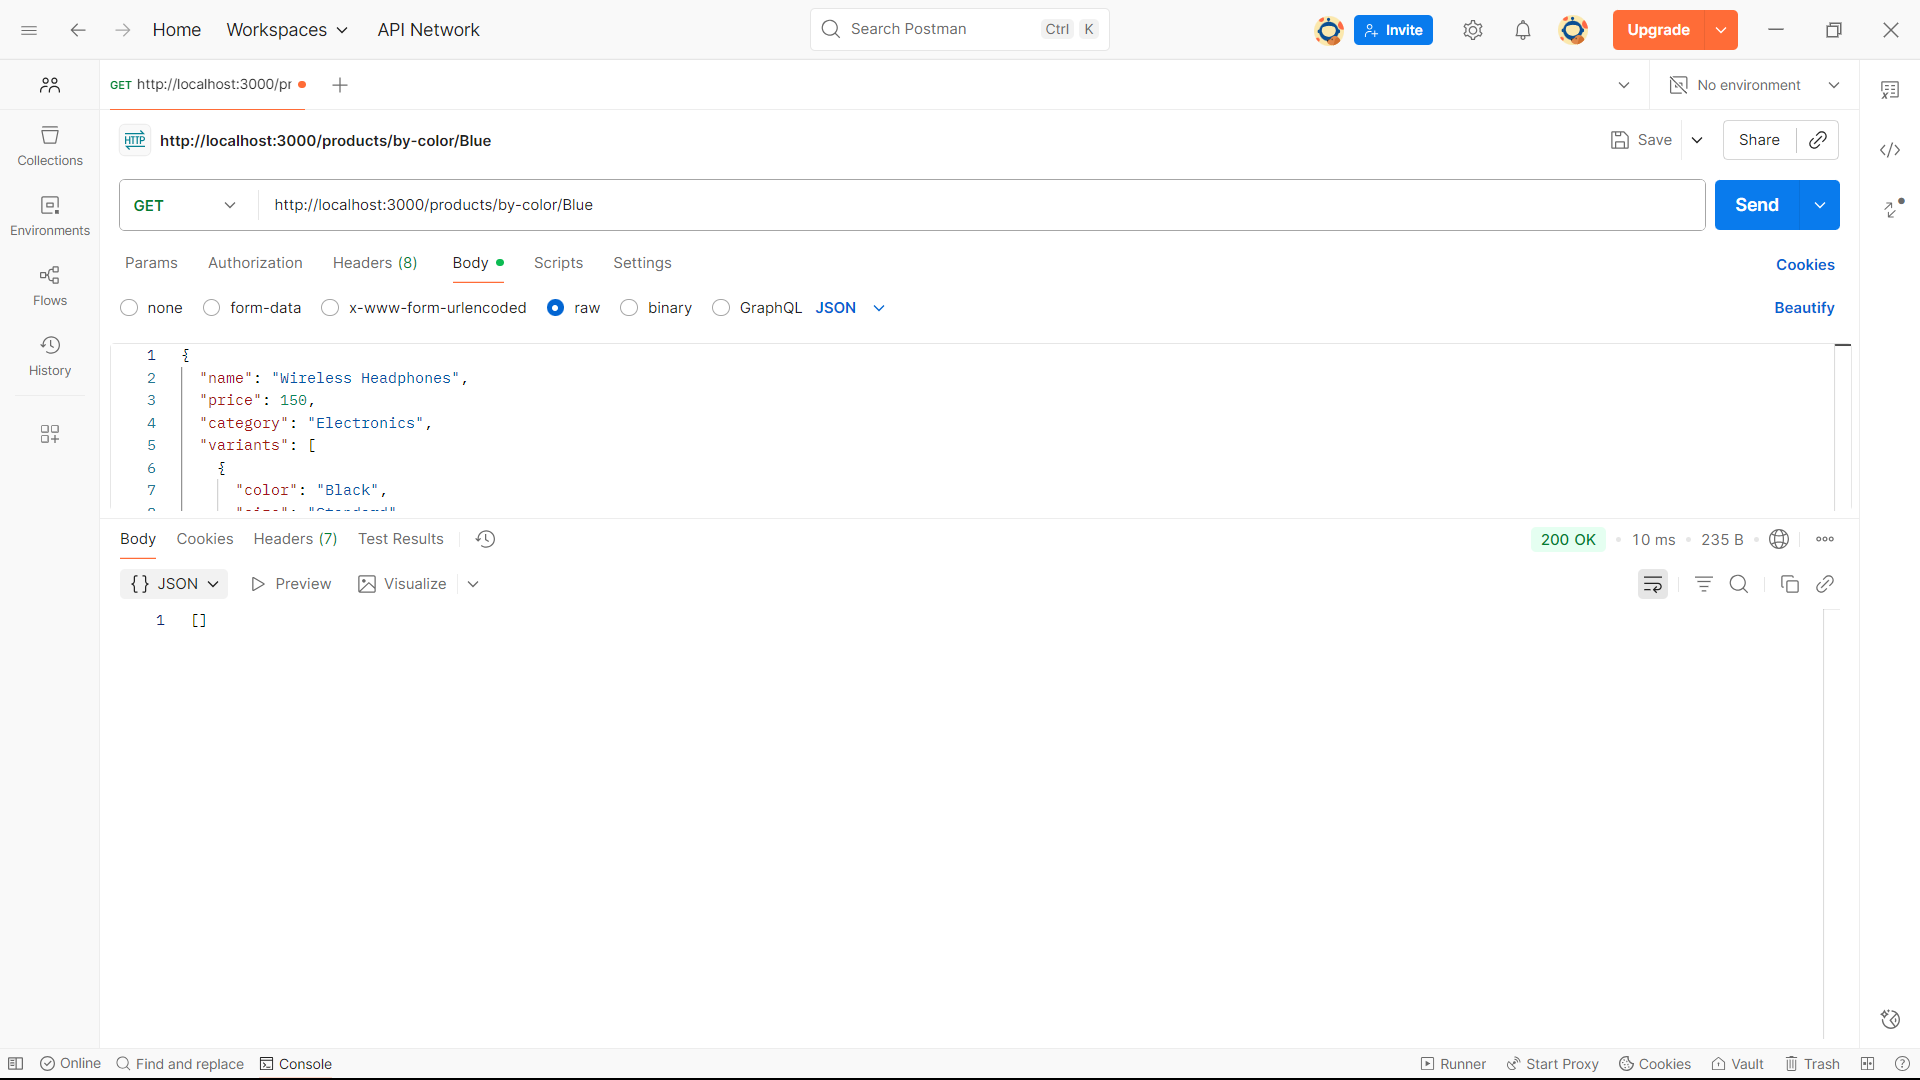 Home Workspaces API Network Search Postman Ctrl K Invite Upgrade
GET http://localhost:3000/pr No environment
HTTP http://localhost:3000/products/by-color/Blue Save Share
Collections
Environments
Flows
History
GET http://localhost:3000/products/by-color/Blue Send
Params Authorization Headers (8) Body Scripts Settings Cookies
none form-data x-www-form-urlencoded raw binary GraphQL JSON Beautify
1 {
2 "name": "Wireless Headphones",
3 "price": 150,
4 "category": "Electronics",
5 "variants": [
6 {
7 "color": "Black",
8 "size": "Standard"
Body Cookies Headers (7) Test Results 200 OK 10 ms 235 B
{} JSON Preview Visualize
1 []
Online Find and replace Console Runner Start Proxy Cookies Vault Trash